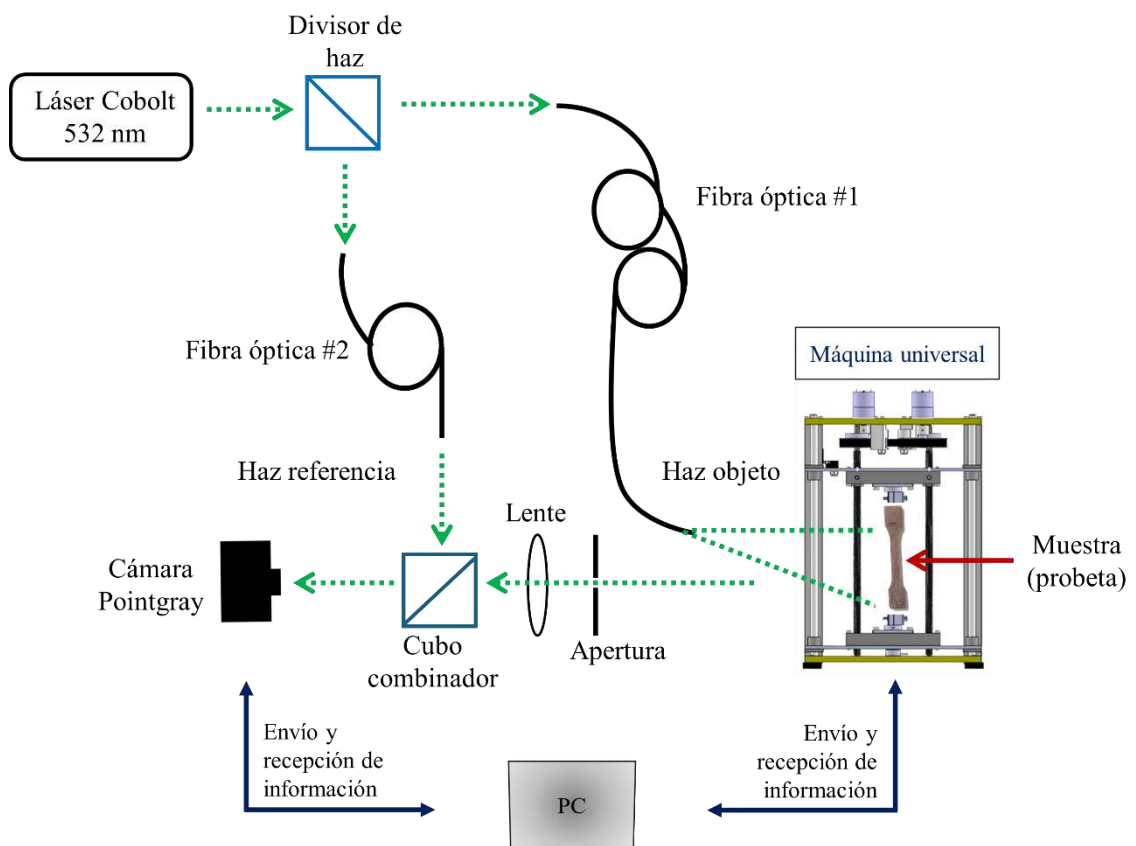 Divisor de
haz
Láser Cobolt
532 nm
Fibra óptica #1
Fibra óptica #2
Máquina universal
Haz referencia
Haz objeto
Lente
Muestra
(probeta)
Cámara
Pointgray
Cubo
combinador
Apertura
Envío y
recepción de
información
Envío y
recepción de
información
PC